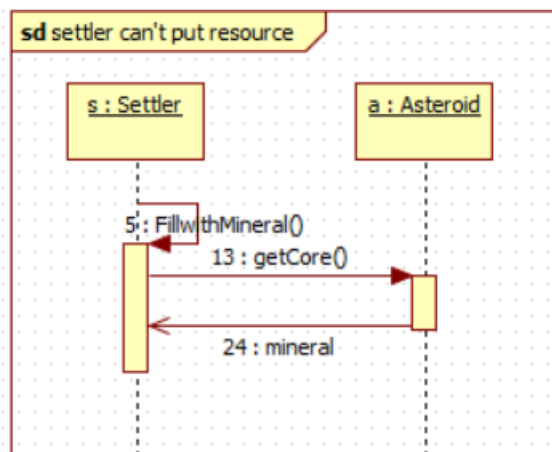 sd settler can't put resource
s : Settler
a : Asteroid
5 : FillwithMineral()
13 : getCore()
24 : mineral